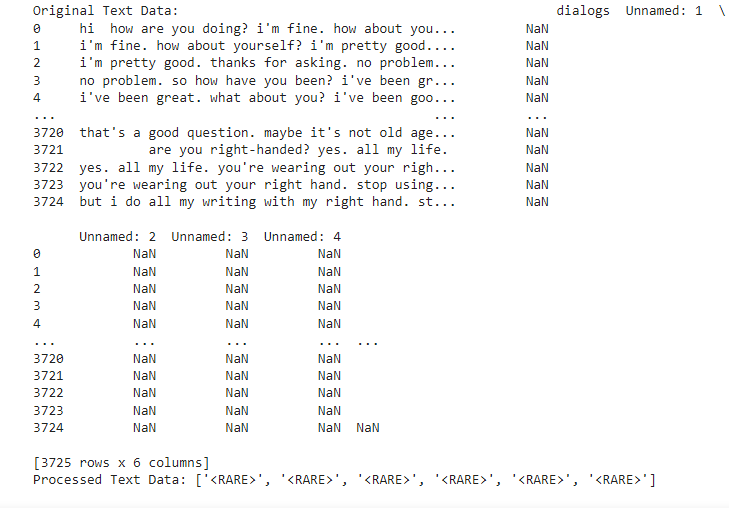 Original Text Data:                                                dialogs  Unnamed: 1  \
0     hi  how are you doing? i'm fine. how about you...         NaN
1     i'm fine. how about yourself? i'm pretty good....         NaN
2     i'm pretty good. thanks for asking. no problem...         NaN
3     no problem. so how have you been? i've been gr...         NaN
4     i've been great. what about you? i've been goo...         NaN
...                                                 ...         ...
3720  that's a good question. maybe it's not old age...         NaN
3721           are you right-handed? yes. all my life.          NaN
3722  yes. all my life. you're wearing out your righ...         NaN
3723  you're wearing out your right hand. stop using...         NaN
3724  but i do all my writing with my right hand. st...         NaN
      Unnamed: 2  Unnamed: 3  Unnamed: 4
0            NaN         NaN         NaN
1            NaN         NaN         NaN
2            NaN         NaN         NaN
3            NaN         NaN         NaN
4            NaN         NaN         NaN
...          ...         ...         ...  ...
3720         NaN         NaN         NaN
3721         NaN         NaN         NaN
3722         NaN         NaN         NaN
3723         NaN         NaN         NaN
3724         NaN         NaN         NaN  NaN
[3725 rows x 6 columns]
Processed Text Data: ['<RARE>', '<RARE>', '<RARE>', '<RARE>', '<RARE>', '<RARE>']